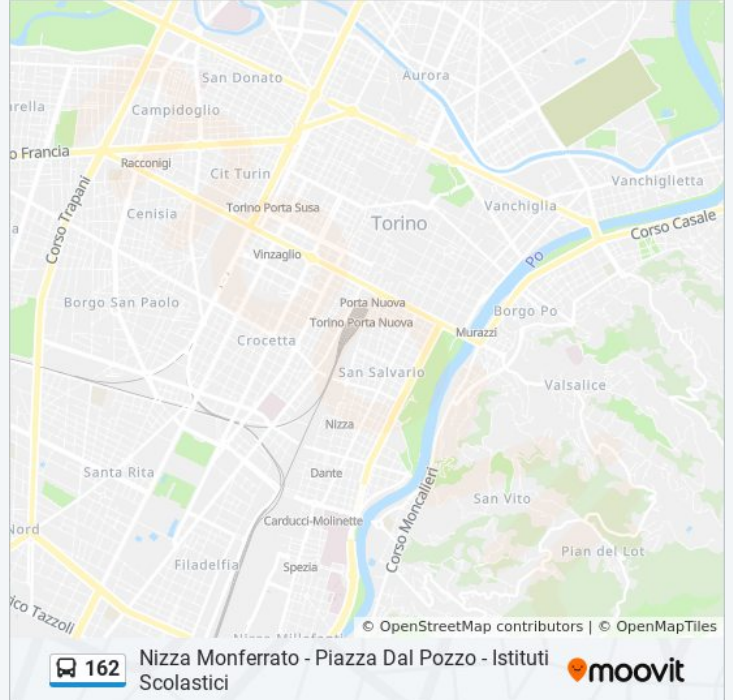 San Donato
Aurora
Campidoglio
o Francia
Racconigi
Cit Turin
Vanchiglietta
Corso Trapani
Cenisia
Torino Porta Susa
Vanchiglia
Torino
Corso Casale
Vinzaglio
Po
Borgo San Paolo
Porta Nuova
Borgo Po
Torino Porta Nuova
Murazzi
Crocetta
San Salvario
Valsalice
Nizza
Santa Rita
Dante
Corso Moncalieri
San Vito
Carducci-Molinette
Pian del Lot
Filadelfia
Spezia
ico Tazzoli
© OpenStreetMap contributors | © OpenMapTiles
162
Nizza Monferrato - Piazza Dal Pozzo - Istituti
Scolastici
moovit